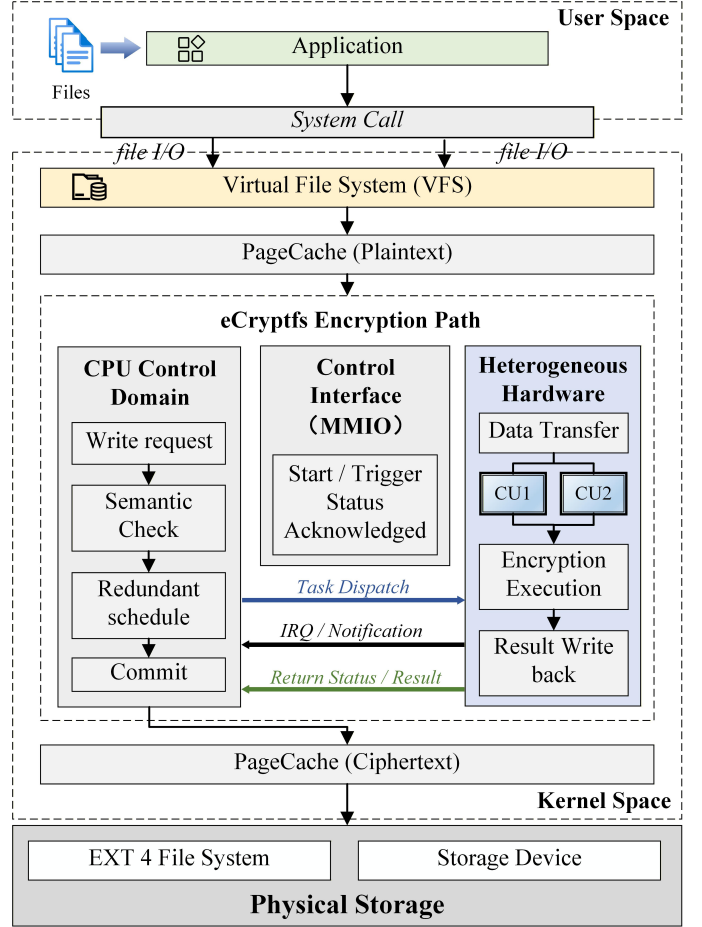 User Space
Files
Application
System Call
file I/O
file I/O
Virtual File System (VFS)
PageCache (Plaintext)
eCryptfs Encryption Path
CPU Control
Domain
Write request
Semantic
Check
Redundant
schedule
Commit
Control
Interface
（MMIO）
Start / Trigger
Status
Acknowledged
Heterogeneous
Hardware
Data Transfer
CU1
CU2
Encryption
Execution
Result Write
back
Task Dispatch
IRQ / Notification
Return Status / Result
PageCache (Ciphertext)
Kernel Space
EXT 4 File System
Storage Device
Physical Storage